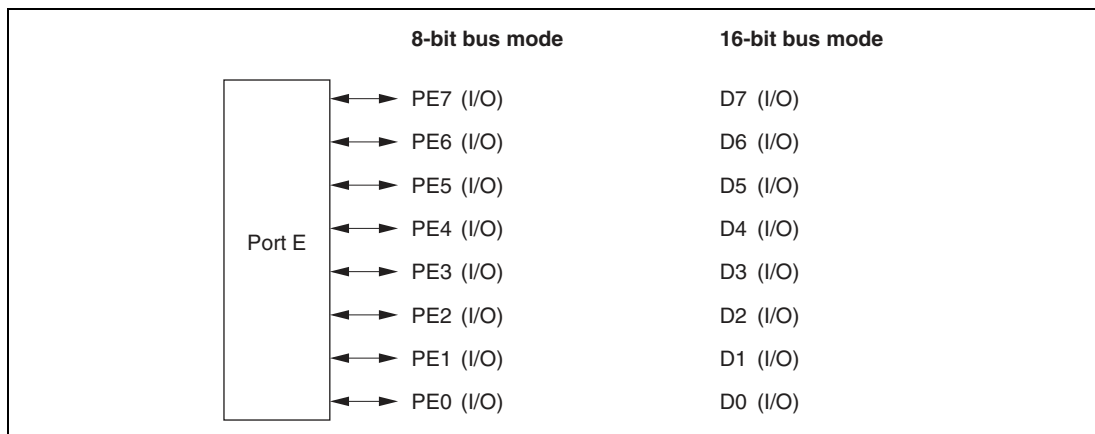 8-bit bus mode 16-bit bus mode
PE7 (I/O) D7 (I/O)
PE6 (I/O) D6 (I/O)
PE5 (I/O) D5 (I/O)
PE4 (I/O) D4 (I/O)
Port E
PE3 (I/O) D3 (I/O)
PE2 (I/O) D2 (I/O)
PE1 (I/O) D1 (I/O)
PE0 (I/O) D0 (I/O)